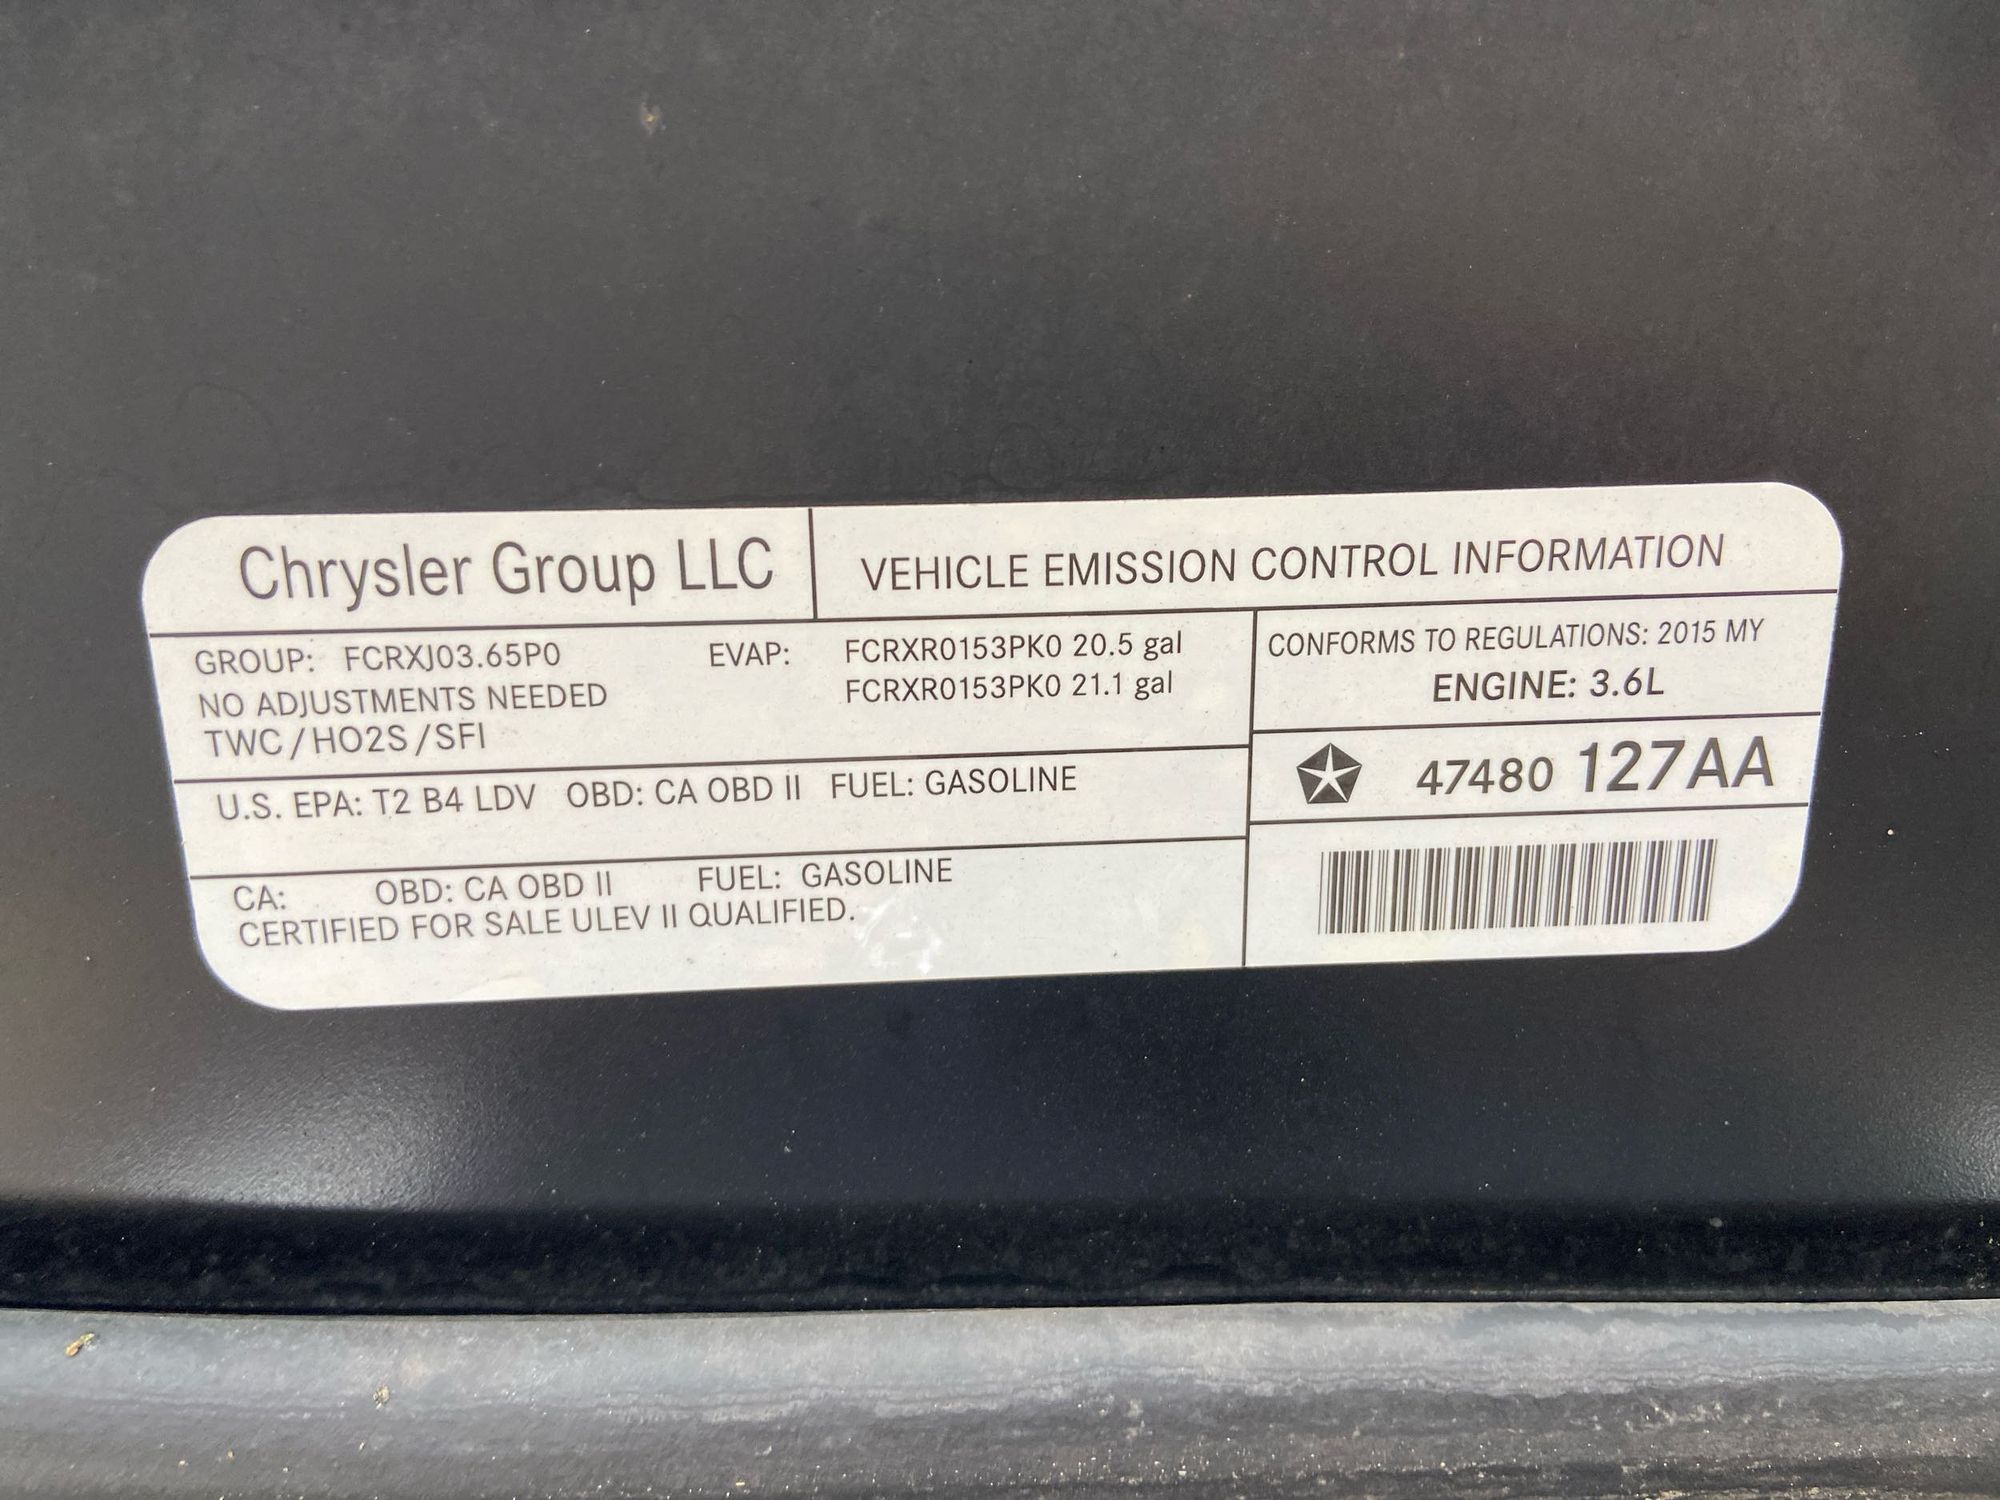 Chrysler Group LLC
VEHICLE EMISSION CONTROL INFORMATION
GROUP: FCRXJ03.65P0
NO ADJUSTMENTS NEEDED
TWC/HO2S/SFI
EVAP: FCRXR0153PK0 20.5 gal
FCRXR0153PK0 21.1 gal
CONFORMS TO REGULATIONS: 2015 MY
ENGINE: 3.6L
47480 127AA
U.S. EPA: T2 B4 LDV OBD: CA OBD II FUEL: GASOLINE
CA: OBD: CA OBD II FUEL: GASOLINE
CERTIFIED FOR SALE ULEV II QUALIFIED.